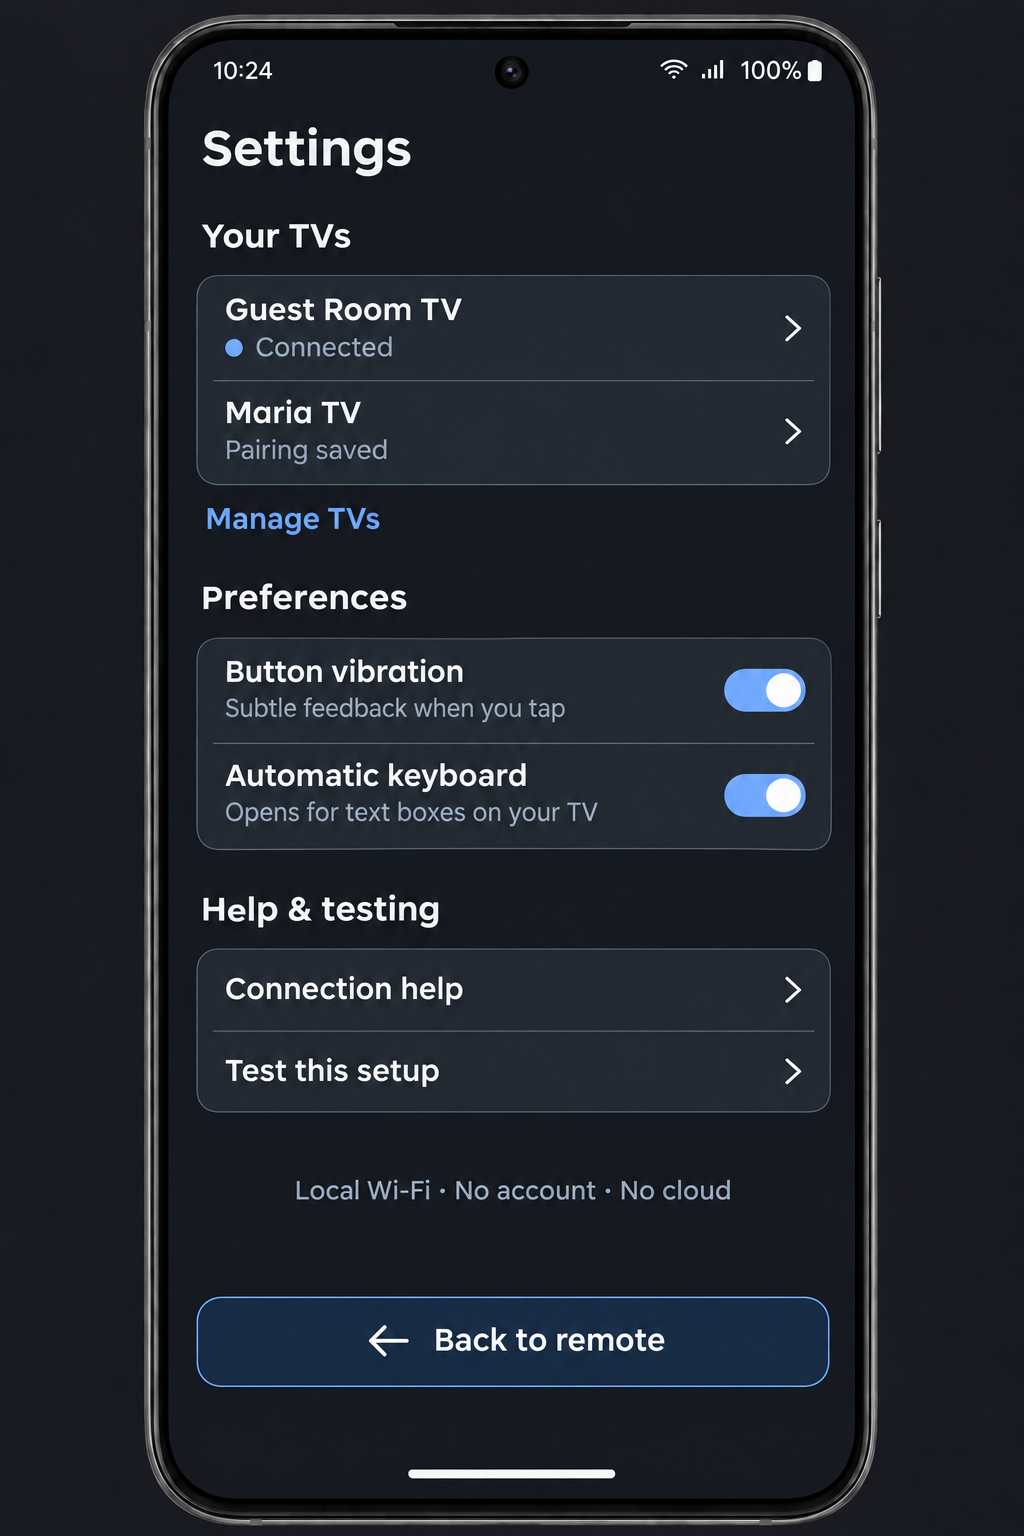 10:24
100%
Settings
Your TVs
Guest Room TV
Connected
Maria TV
Pairing saved
Manage TVs
Preferences
Button vibration
Subtle feedback when you tap
Automatic keyboard
Opens for text boxes on your TV
Help & testing
Connection help
Test this setup
Local Wi-Fi • No account • No cloud
Back to remote